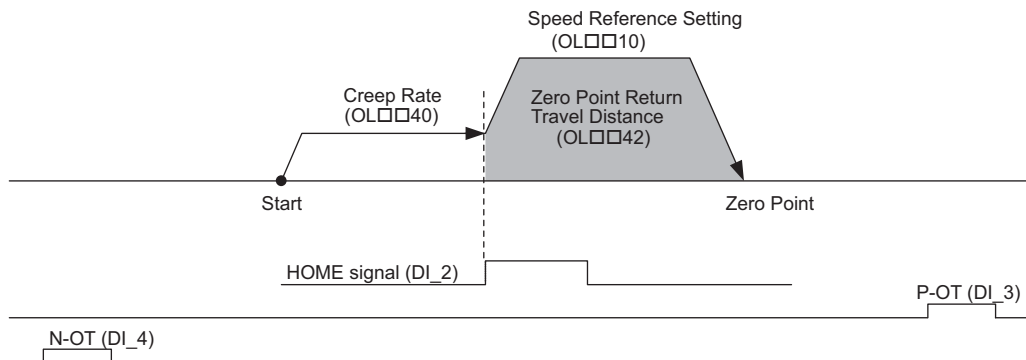 Speed Reference Setting
(OL□□10)
Creep Rate
(OL□□40)
Zero Point Return
Travel Distance
(OL□□42)
Start
Zero Point
HOME signal (DI_2)
P-OT (DI_3)
N-OT (DI_4)